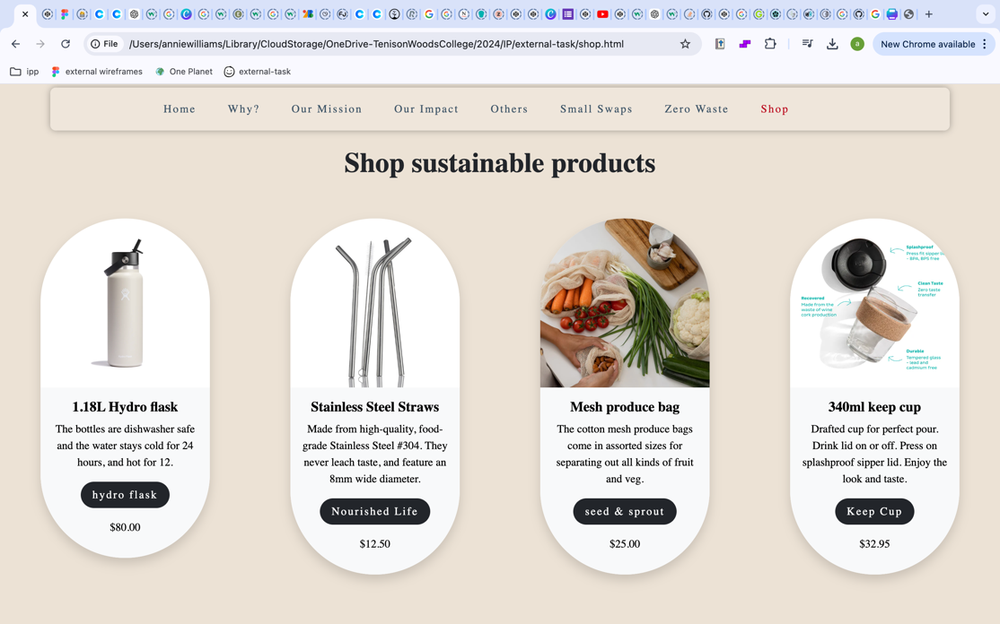 File
/Users/anniewilliams/Library/CloudStorage/OneDrive-TenisonWoodsCollege/2024/IP/external-task/shop.html
a
New Chrome available
ipp
external wireframes
One Planet
external-task
Home
Why?
Our Mission
Our Impact
Others
Small Swaps
Zero Waste
Shop
Shop sustainable products
1.18L Hydro flask
The bottles are dishwasher safe
and the water stays cold for 24
hours, and hot for 12.
hydro flask
$80.00
Stainless Steel Straws
Made from high-quality, food-
grade Stainless Steel #304. They
never leach taste, and feature an
8mm wide diameter.
Nourished Life
$12.50
Mesh produce bag
The cotton mesh produce bags
come in assorted sizes for
separating out all kinds of fruit
and veg.
seed & sprout
$25.00
Splashproof
Press fit sipper
- BPA, BPS free
Clean Taste
Zero taste
transfer
Recovered
Made from the
waste of wine
cork production
Durable
Tempered glass
- lead and
cadmium free
340ml keep cup
Drafted cup for perfect pour.
Drink lid on or off. Press on
splashproof sipper lid. Enjoy the
look and taste.
Keep Cup
$32.95